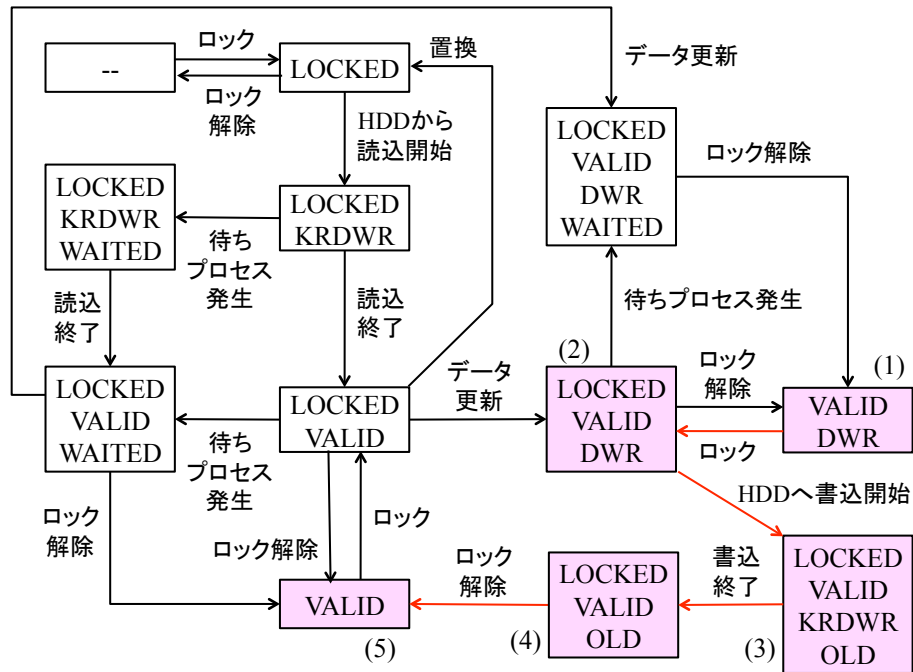 ロック
--
LOCKED
ロック
解除
置換
データ更新
HDDから
読込開始
LOCKED
VALID
DWR
WAITED
ロック解除
LOCKED
KRDWR
WAITED
LOCKED
KRDWR
待ち
プロセス
発生
読込
終了
読込
終了
待ちプロセス発生
(2)
LOCKED
VALID
WAITED
LOCKED
VALID
データ
更新
LOCKED
VALID
DWR
ロック
解除
(1)
VALID
DWR
ロック
待ち
プロセス
発生
HDDへ書込開始
ロック
解除
ロック解除
ロック
VALID
(5)
ロック
解除
LOCKED
VALID
OLD
(4)
書込
終了
LOCKED
VALID
KRDWR
OLD
(3)